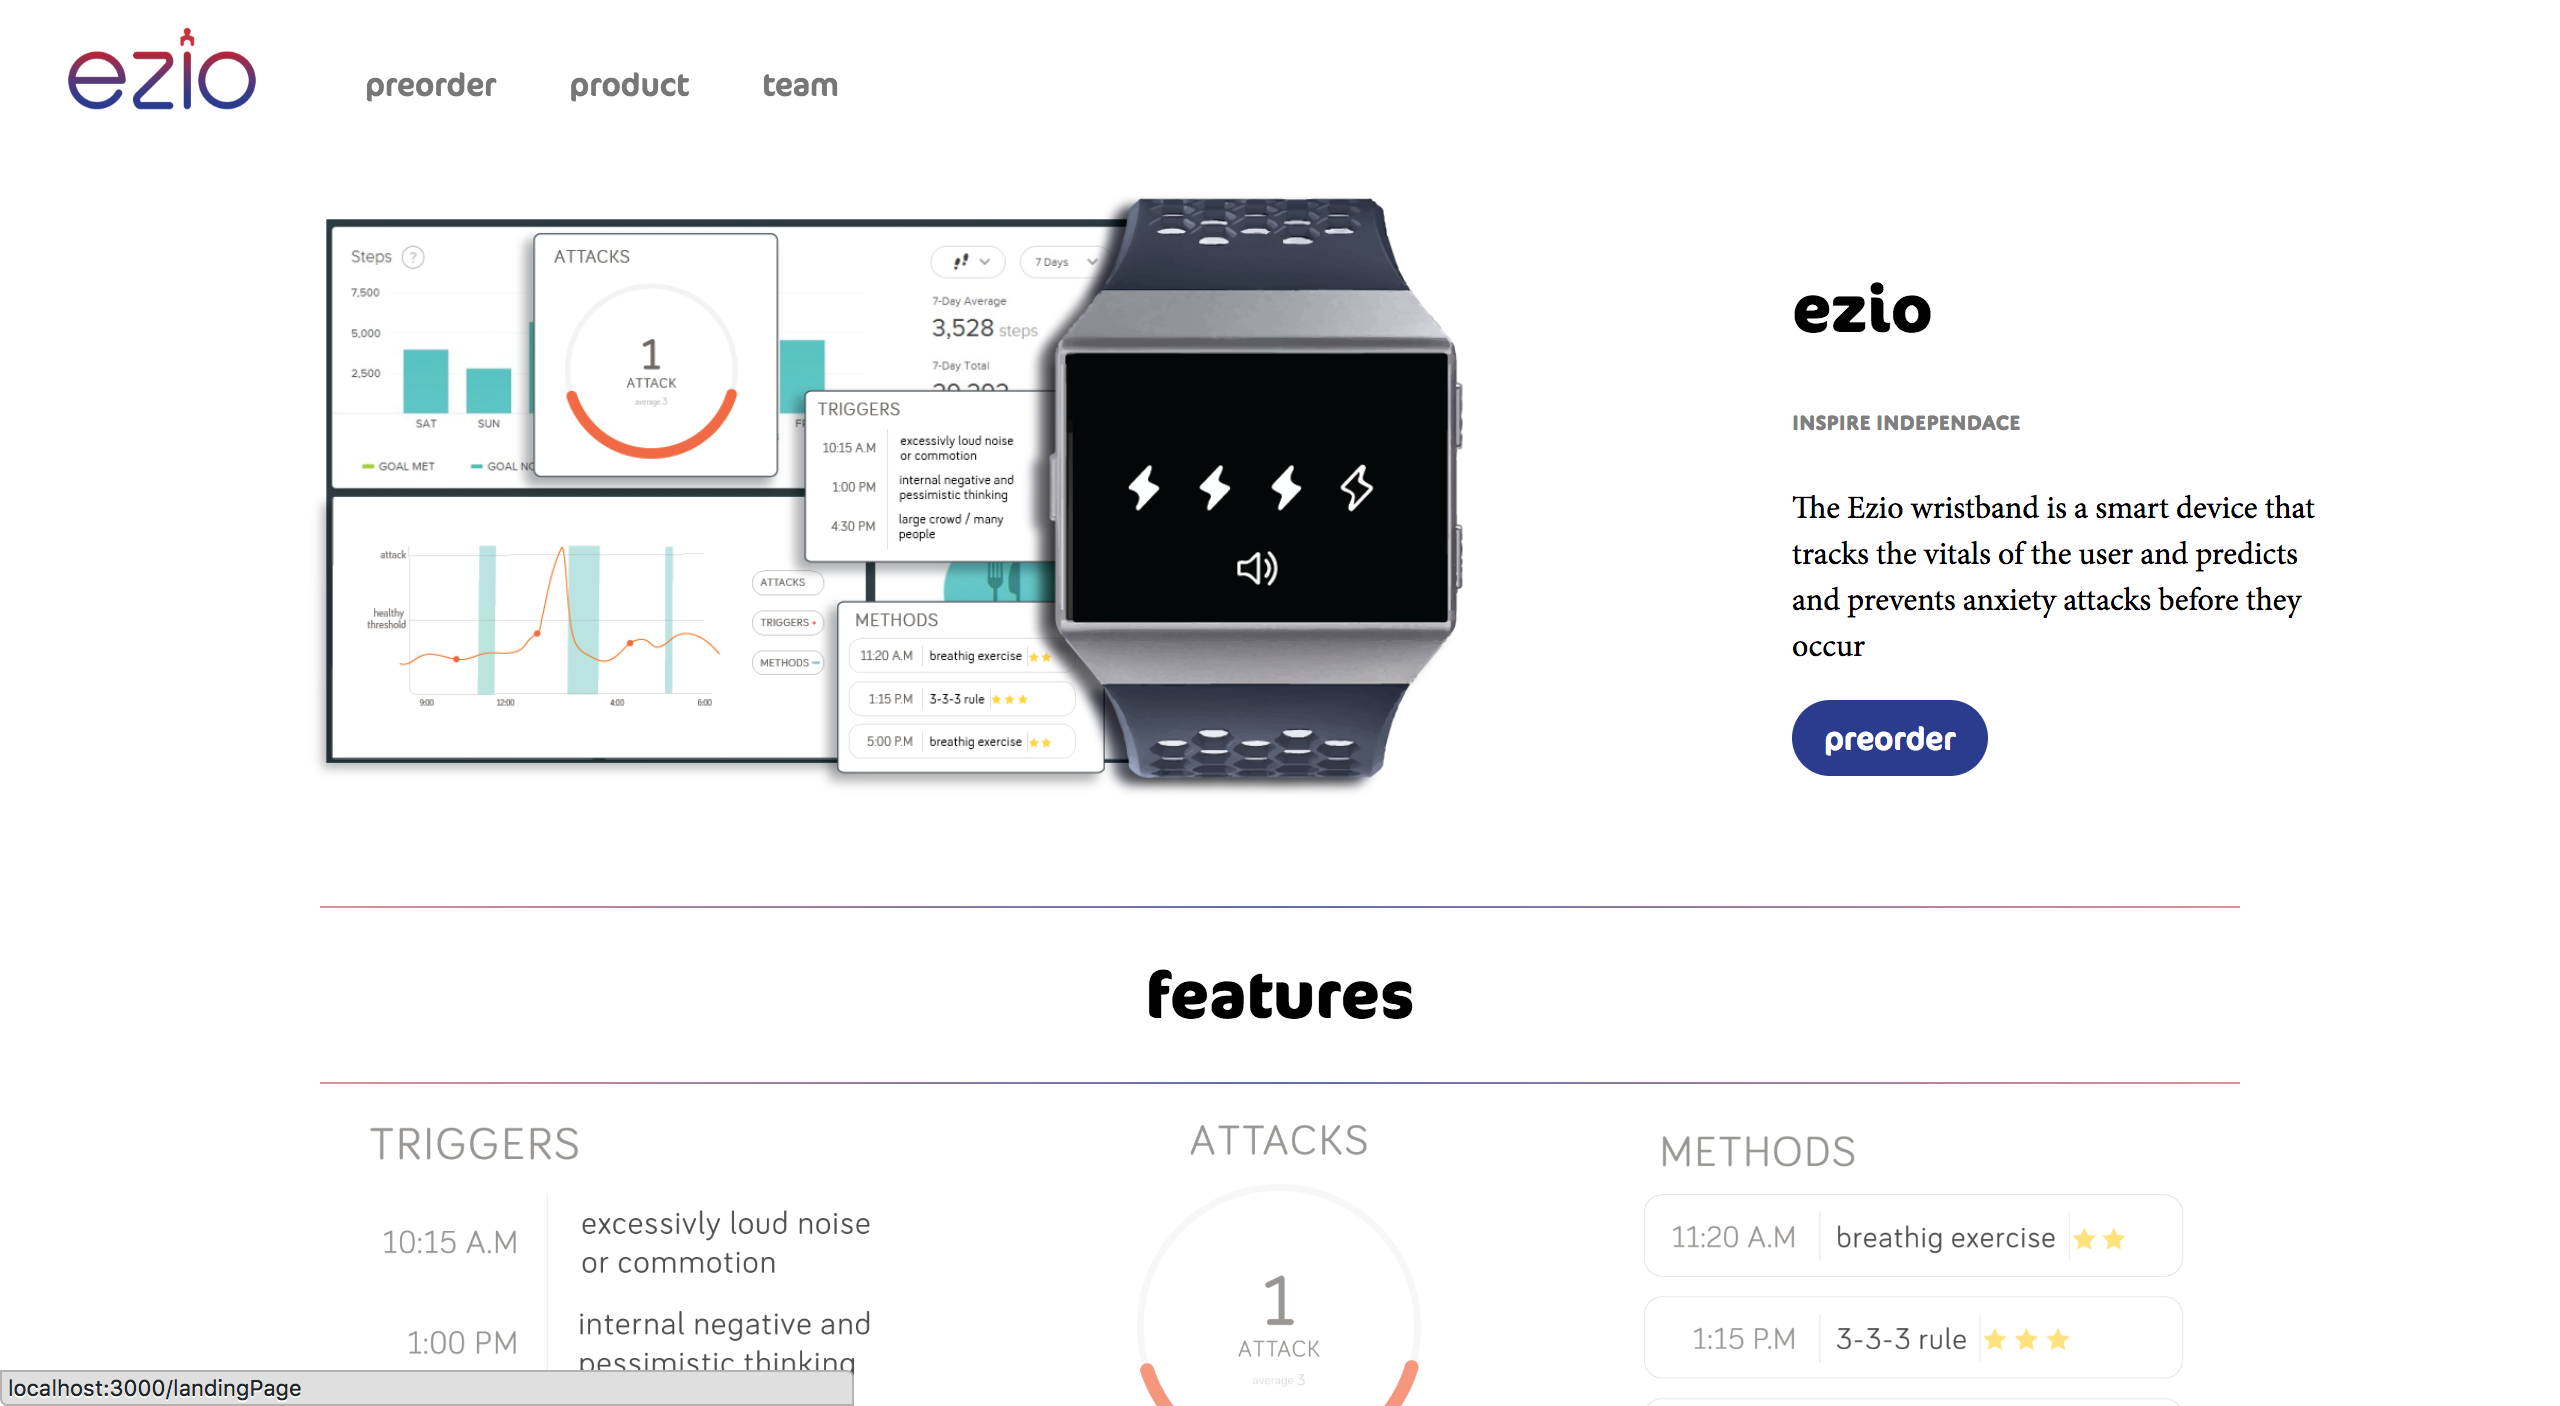 ezio
preorder
product
team
Steps ?
7,500
5,000
2,500
SAT
SUN
GOAL MET
ATTACKS
1
ATTACK
average 3
7 Days
7-Day Average
3,528 steps
7-Day Total
TRIGGERS
10:15 A.M
excessivly loud noise
or commotion
1:00 PM
internal negative and
pessimistic thinking
4:30 PM
large crowd / many
people
attack
healthy
threshold
9:00
12:00
4:00
6:00
ATTACKS
TRIGGERS
METHODS
METHODS
11:20 A.M
breathig exercise
1:15 P.M
3-3-3 rule
5:00 P.M
breathig exercise
ezio
INSPIRE INDEPENDACE
The Ezio wristband is a smart device that
tracks the vitals of the user and predicts
and prevents anxiety attacks before they
occur
preorder
features
TRIGGERS
10:15 A.M
excessivly loud noise
or commotion
1:00 PM
internal negative and
pessimistic thinking
ATTACKS
1
ATTACK
average 3
METHODS
11:20 A.M
breathig exercise
1:15 P.M
3-3-3 rule
localhost:3000/landingPage